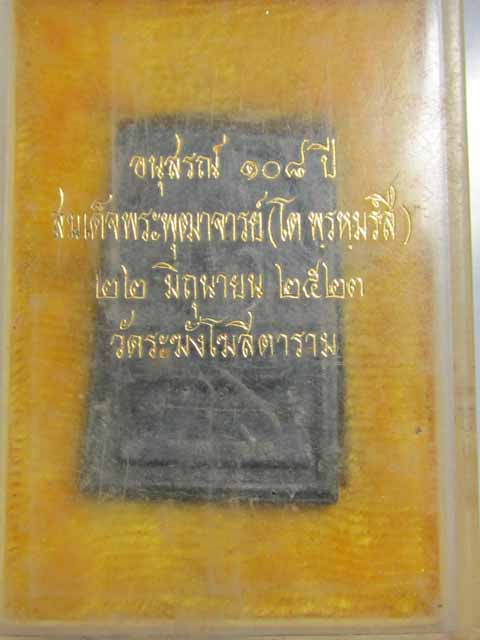 อนุสรณ์ ๑๐๘ ปี
สมเด็จพระพุฒาจารย์ (โต พฺรหฺมรํสี)
๒๒ มิถุนายน ๒๕๒๓
วัดระฆังโฆสิตาราม